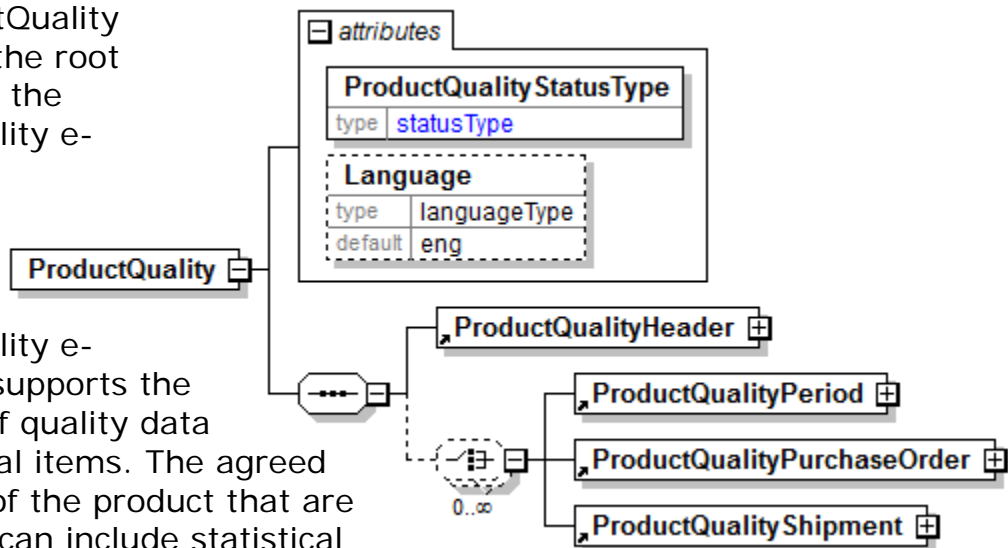 tQuality
the root
the
lity e-
lity e-
supports the
f quality data
al items. The agreed
of the product that are
can include statistical
attributes
ProductQualityStatusType
type statusType
Language
type languageType
default eng
ProductQuality
ProductQualityHeader
ProductQualityPeriod
0..∞
ProductQualityPurchaseOrder
ProductQualityShipment